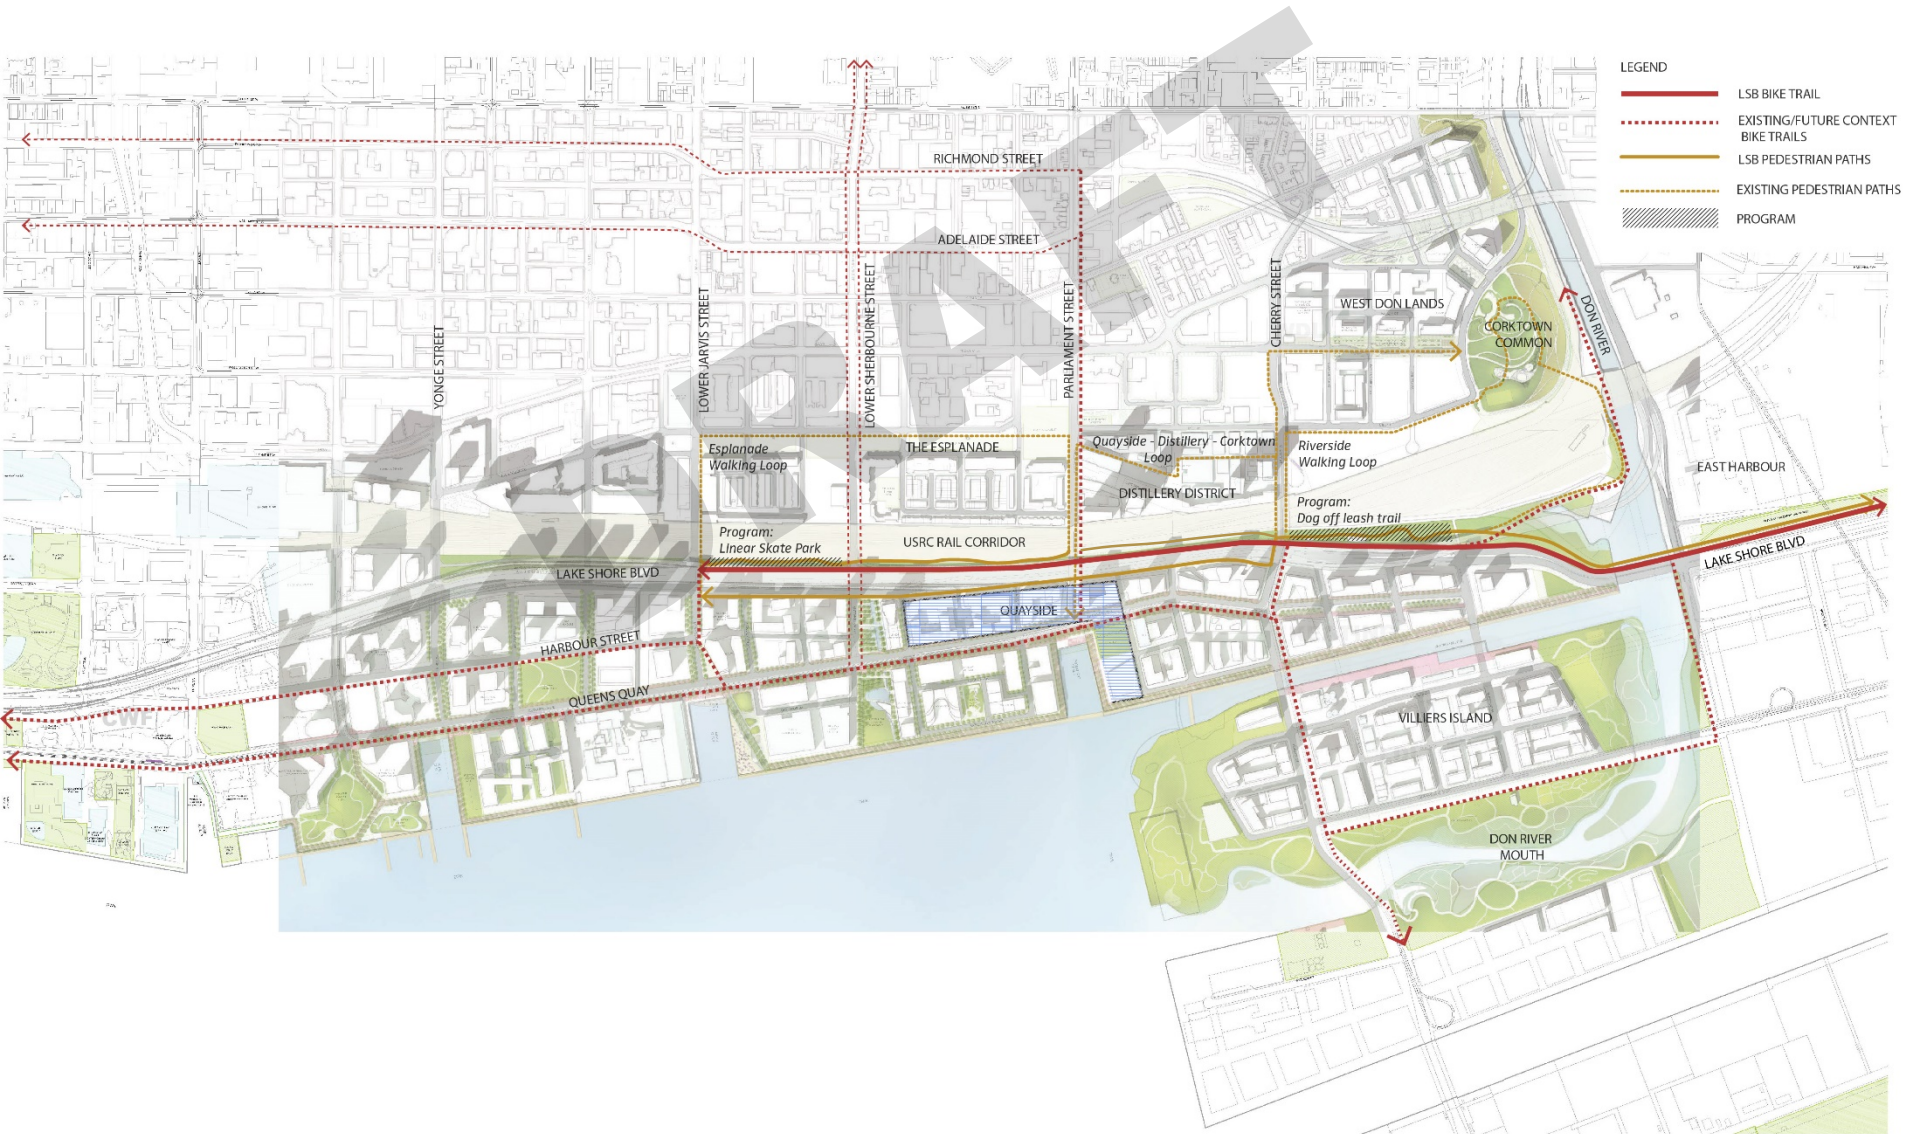 DRAFT
LEGEND
LSB BIKE TRAIL
EXISTING/FUTURE CONTEXT
BIKE TRAILS
LSB PEDESTRIAN PATHS
EXISTING PEDESTRIAN PATHS
PROGRAM
RICHMOND STREET
ADELAIDE STREET
YONGE STREET
LOWER JARVIS STREET
LOWER SHERBOURNE STREET
PARLIAMENT STREET
CHERRY STREET
WEST DON LANDS
CORKTOWN
COMMON
DON RIVER
Esplanade
Walking Loop
THE ESPLANADE
Quayside - Distillery - Corktown
Loop
Riverside
Walking Loop
DISTILLERY DISTRICT
EAST HARBOUR
Program:
Dog off leash trail
Program:
Linear Skate Park
USRC RAIL CORRIDOR
LAKE SHORE BLVD
LAKE SHORE BLVD
QUAYSIDE
HARBOUR STREET
QUEENS QUAY
CWF
VILLIERS ISLAND
DON RIVER
MOUTH